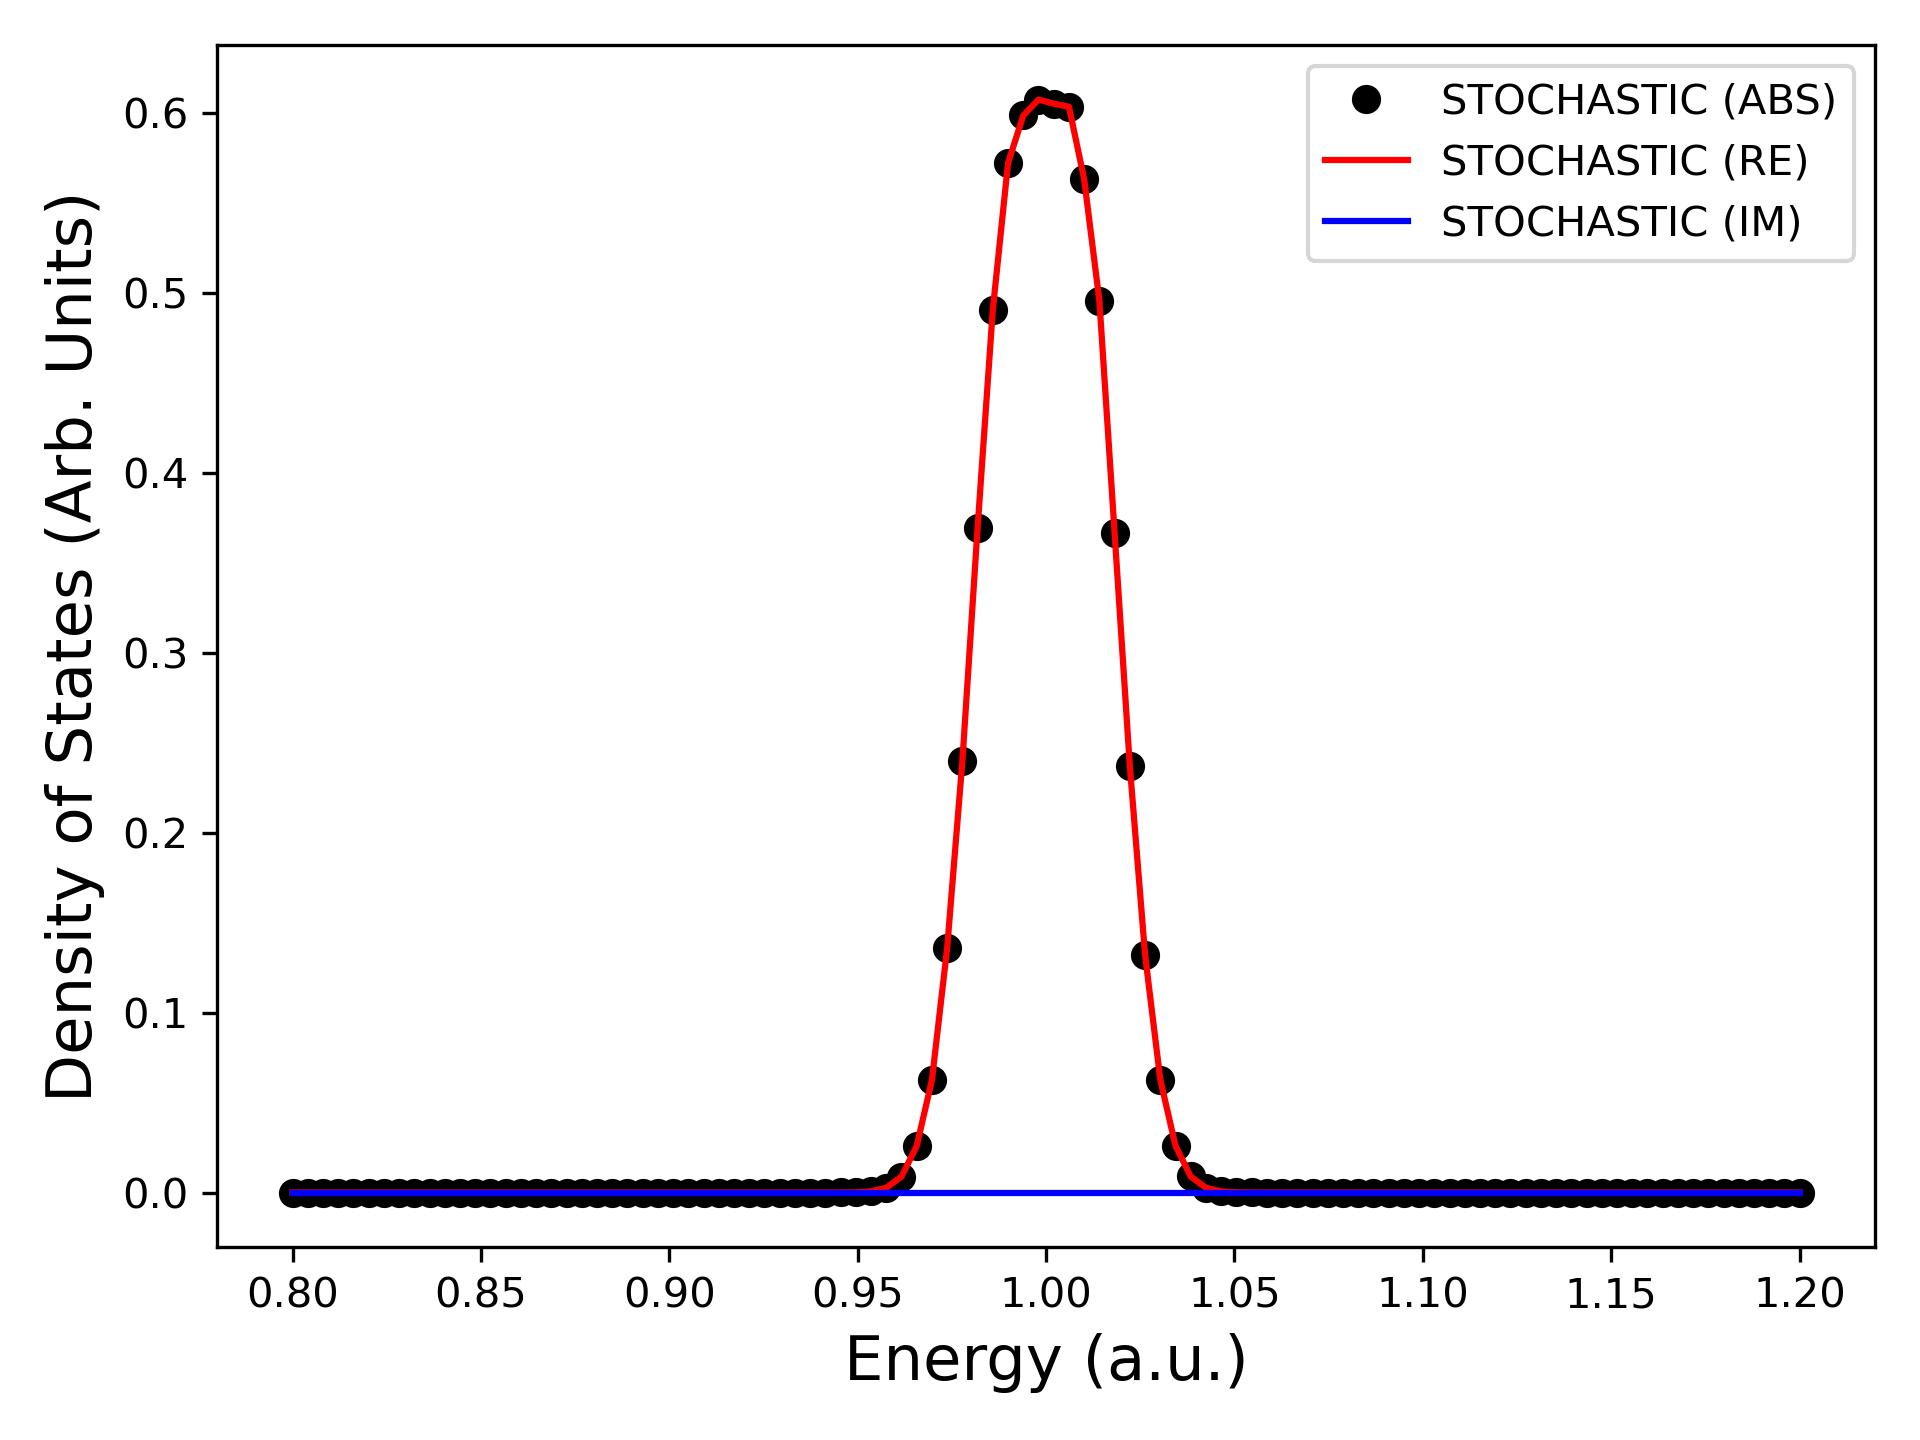 STOCHASTIC (ABS)
STOCHASTIC (RE)
STOCHASTIC (IM)
Density of States (Arb. Units)
0.6
0.5
0.4
0.3
0.2
0.1
0.0
0.80 0.85 0.90 0.95 1.00 1.05 1.10 1.15 1.20
Energy (a.u.)